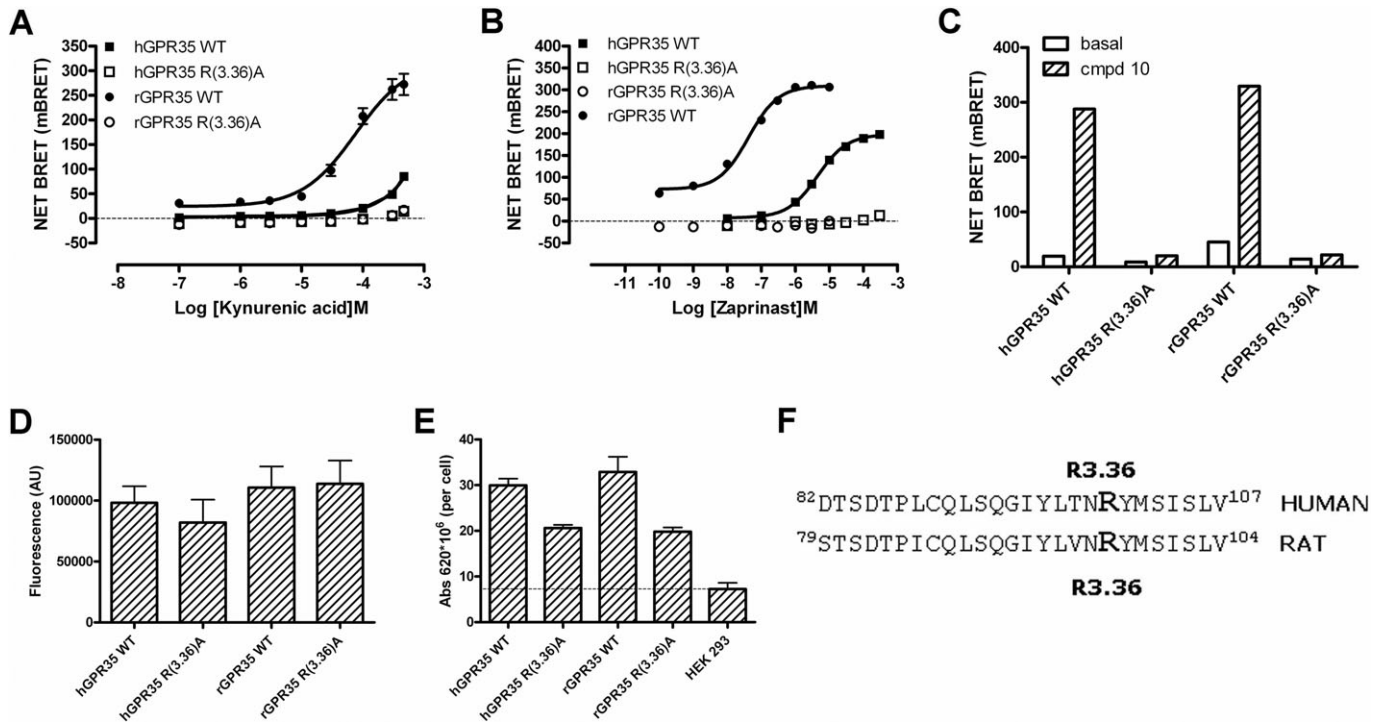 A
hGPR35 WT
hGPR35 R(3.36)A
rGPR35 WT
rGPR35 R(3.36)A
NET BRET (mBRET)
350
300
250
200
150
100
50
0
-50
-8 -7 -6 -5 -4 -3
Log [Kynurenic acid]M
B
hGPR35 WT
hGPR35 R(3.36)A
rGPR35 R(3.36)A
rGPR35 WT
NET BRET (mBRET)
400
350
300
250
200
150
100
50
0
-50
-11 -10 -9 -8 -7 -6 -5 -4 -3
Log [Zaprinast]M
C
basal
cmpd 10
NET BRET (mBRET)
400
300
200
100
0
hGPR35 WT
hGPR35 R(3.36)A
rGPR35 WT
rGPR35 R(3.36)A
D
Fluorescence (AU)
150000
100000
50000
0
hGPR35 WT
hGPR35 R(3.36)A
rGPR35 WT
rGPR35 R(3.36)A
E
Abs 620*10⁶ (per cell)
40
30
20
10
0
hGPR35 WT
hGPR35 R(3.36)A
rGPR35 WT
rGPR35 R(3.36)A
HEK 293
F
R3.36
⁸²DTSDTPLCQLSQGIYLTNRYMSISLV¹⁰⁷ HUMAN
⁷⁹STSDTPICQLSQGIYLVNRYMSISLV¹⁰⁴ RAT
R3.36